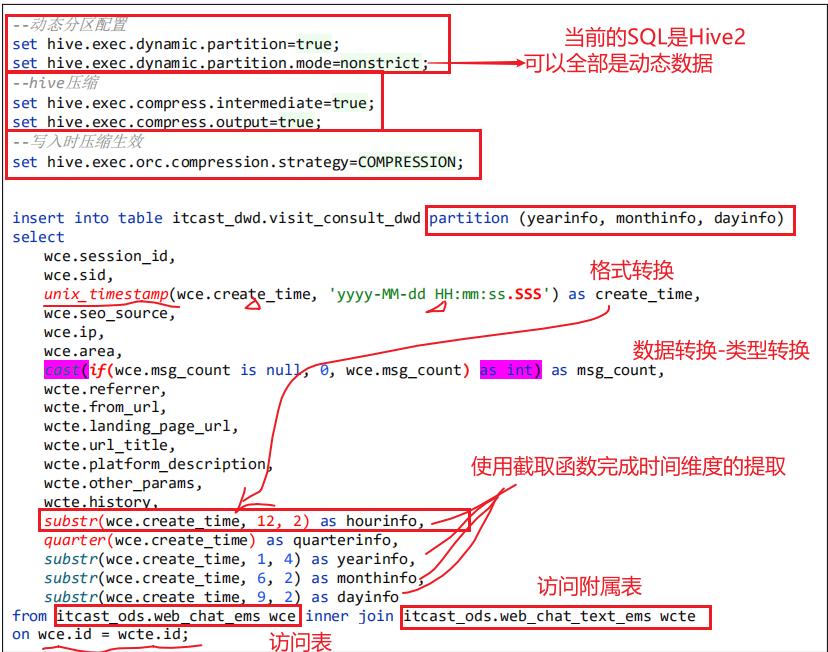 --动态分区配置
set hive.exec.dynamic.partition=true;
当前的SQL是Hive2
set hive.exec.dynamic.partition.mode=nonstrict;
可以全部是动态数据
--hive压缩
set hive.exec.compress.intermediate=true;
set hive.exec.compress.output=true;
--写入时压缩生效
set hive.exec.orc.compression.strategy=COMPRESSION;
insert into table itcast_dwd.visit_consult_dwd partition (yearinfo, monthinfo, dayinfo)
select
wce.session_id,
wce.sid,
格式转换
unix_timestamp(wce.create_time, 'yyyy-MM-dd HH:mm:ss.SSS') as create_time,
wce.seo_source,
wce.ip,
wce.area,
数据转换-类型转换
cast(if(wce.msg_count is null, 0, wce.msg_count) as int) as msg_count,
wcte.referrer,
wcte.from_url,
wcte.landing_page_url,
wcte.url_title,
wcte.platform_description,
使用截取函数完成时间维度的提取
wcte.other_params,
wcte.history,
substr(wce.create_time, 12, 2) as hourinfo,
quarter(wce.create_time) as quarterinfo,
substr(wce.create_time, 1, 4) as yearinfo,
substr(wce.create_time, 6, 2) as monthinfo,
substr(wce.create_time, 9, 2) as dayinfo
访问附属表
from itcast_ods.web_chat_ems wce inner join itcast_ods.web_chat_text_ems wcte
on wce.id = wcte.id;
访问表